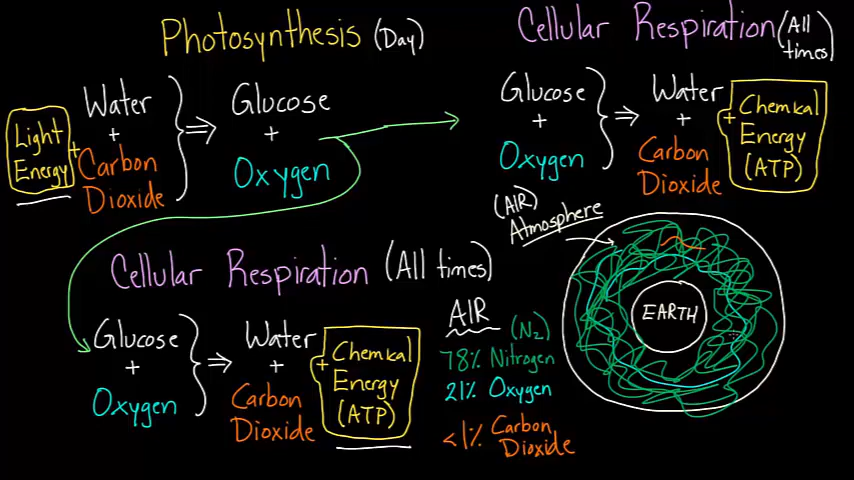 Photosynthesis (Day)
Light
Energy
+
Water
+
Carbon
Dioxide
} ⇒
Glucose
+
Oxygen
Cellular Respiration (All
times)
Glucose
+
Oxygen
} ⇒
Water
+
Carbon
Dioxide
+ Chemical
Energy
(ATP)
Cellular Respiration (All times)
Glucose
+
Oxygen
} ⇒
Water
+
Carbon
Dioxide
+ Chemical
Energy
(ATP)
AIR
(N₂)
78% Nitrogen
21% Oxygen
<1% Carbon
Dioxide
(AIR)
Atmosphere
EARTH